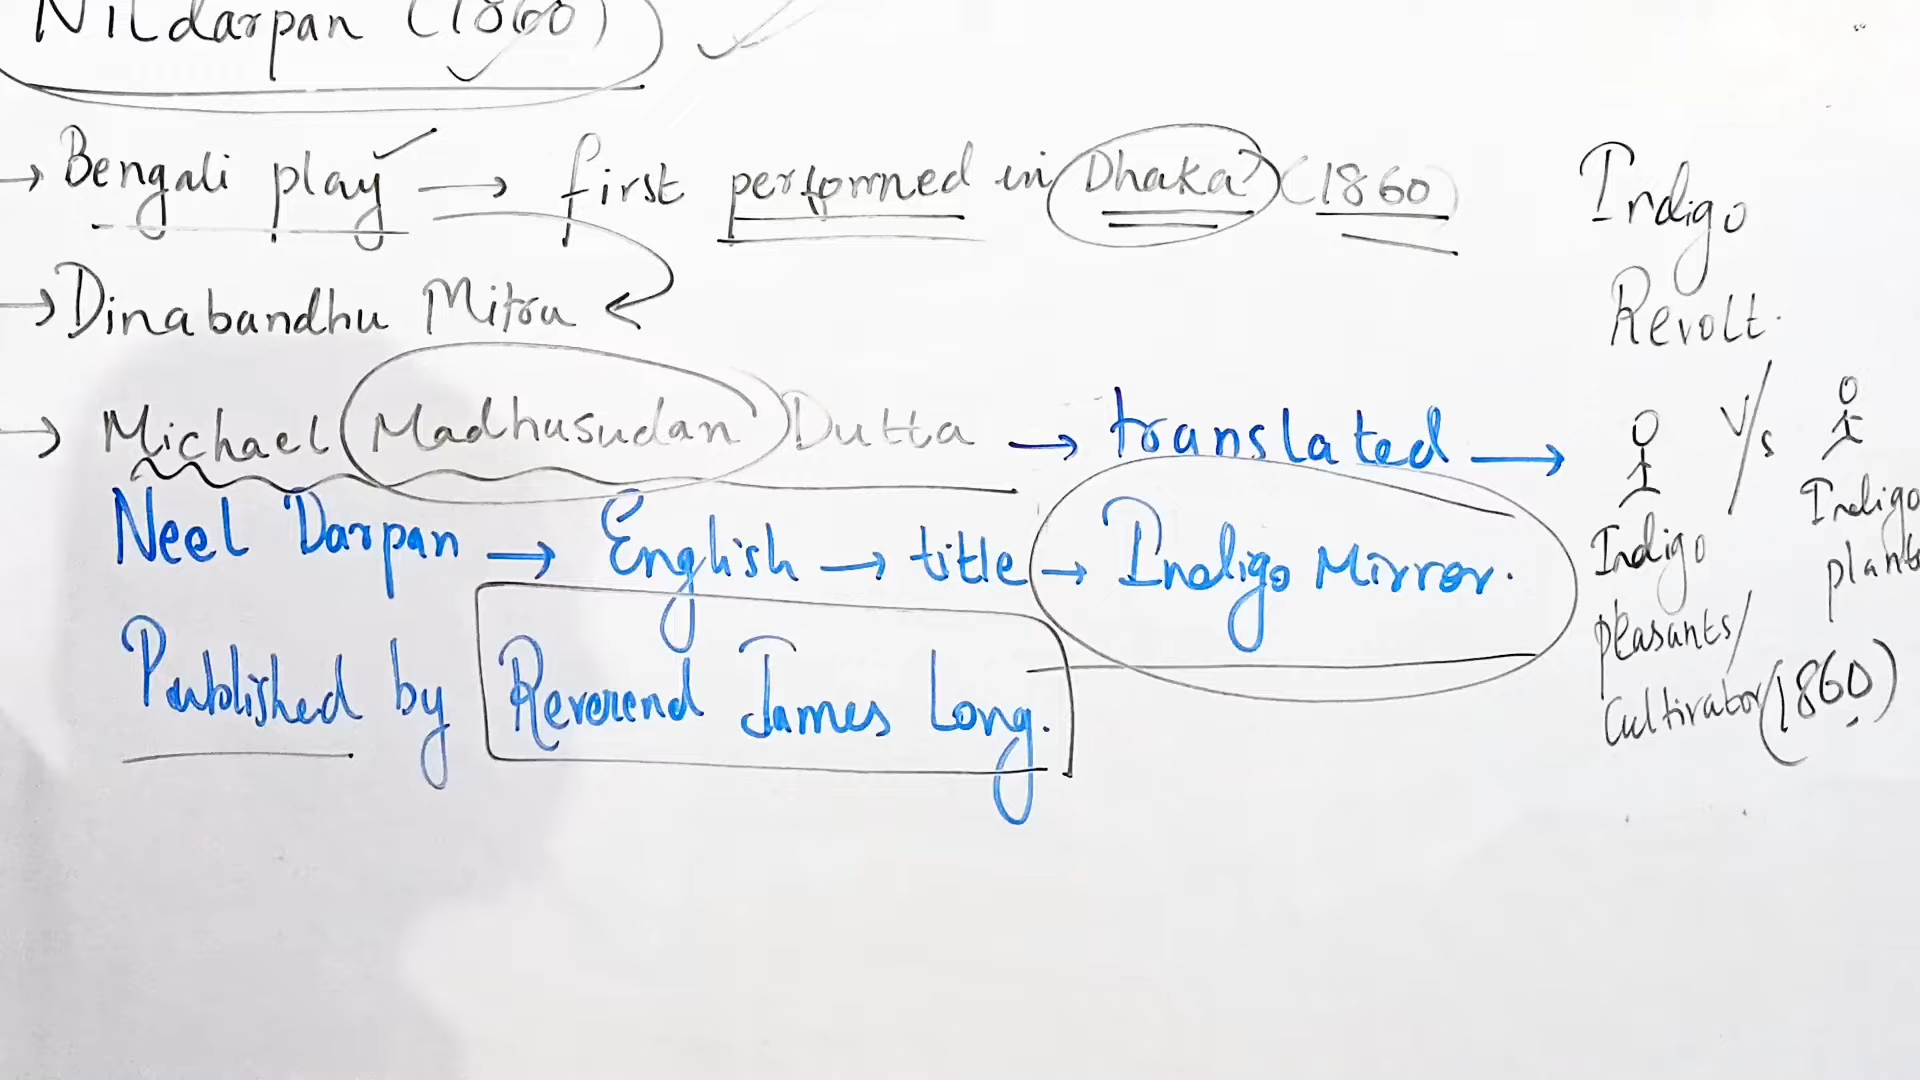 Nildarpan (1860)
→ Bengali play → first performed in Dhaka (1860)
→ Dinabandhu Mitra
→ Michael Madhusudan Dutta → translated →
Neel Darpan → English → title → Indigo Mirror.
Published by Reverend James Long.
Indigo
Revolt.
V/s
Indigo
peasants/
Cultivator (1860)
Indigo